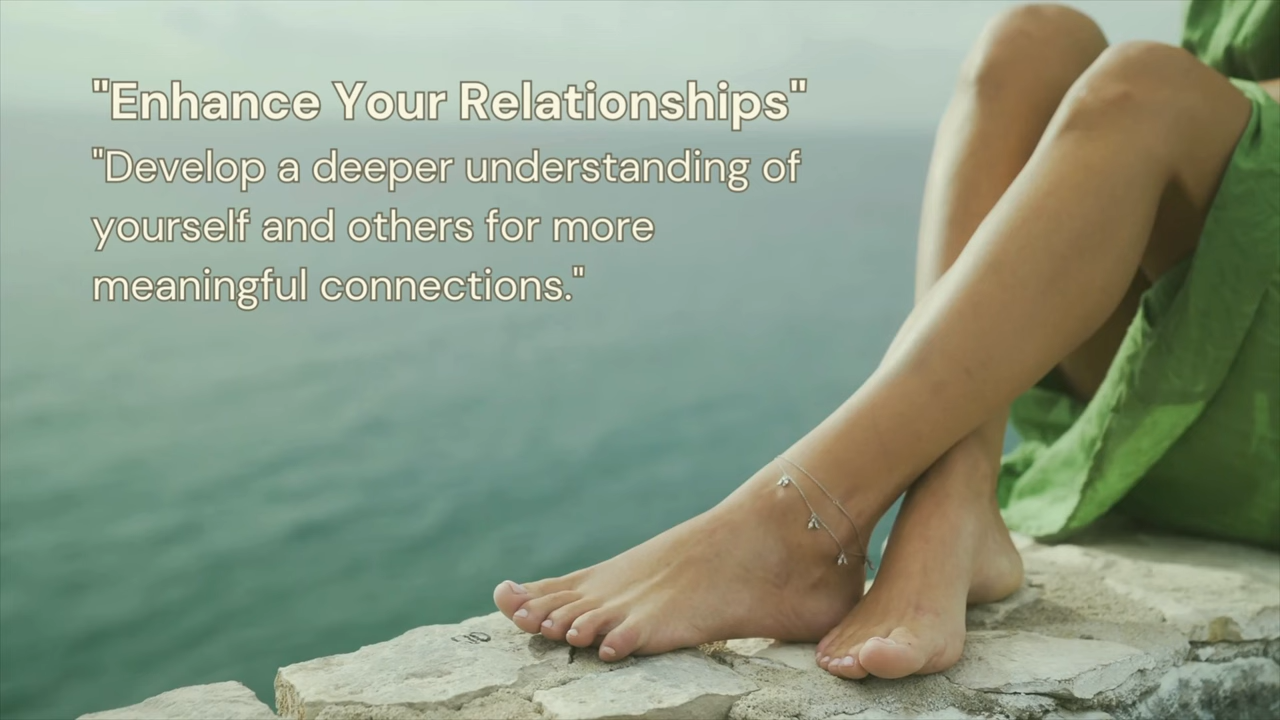 "Enhance Your Relationships"
"Develop a deeper understanding of
yourself and others for more
meaningful connections."